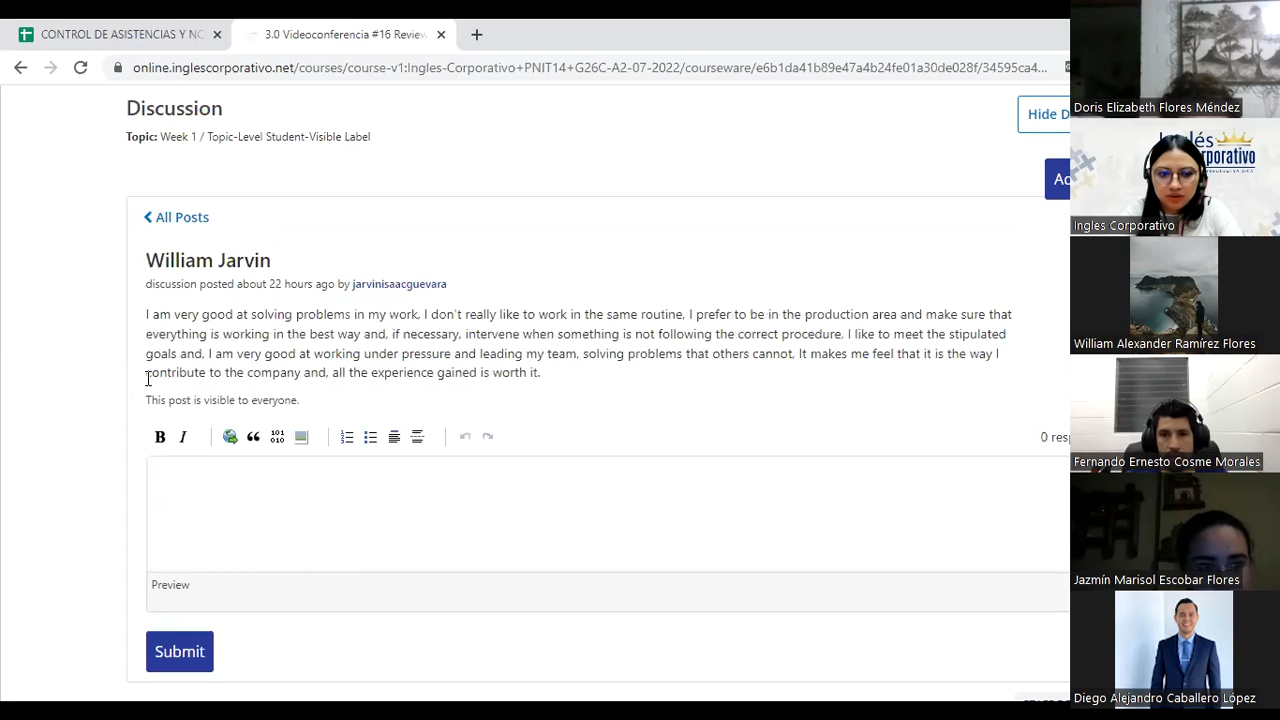 CONTROL DE ASISTENCIAS Y NO
3.0 Videoconferencia #16 Review
online.inglescorporativo.net/courses/course-v1:Ingles-Corporativo+PNIT14+G26C-A2-07-2022/courseware/e6b1da41b89e47a4b24fe01a30de028f/34595ca4...
Discussion
Hide D
Topic: Week 1 / Topic-Level Student-Visible Label
Ad
All Posts
William Jarvin
discussion posted about 22 hours ago by jarvinisaacguevara
I am very good at solving problems in my work, I don't really like to work in the same routine, I prefer to be in the production area and make sure that
everything is working in the best way and, if necessary, intervene when something is not following the correct procedure. I like to meet the stipulated
goals and, I am very good at working under pressure and leading my team, solving problems that others cannot, It makes me feel that it is the way I
contribute to the company and, all the experience gained is worth it.
This post is visible to everyone.
B I
101
010
0 resp
Preview
Submit
Doris Elizabeth Flores Méndez
Inglés
Ingles Corporativo
William Alexander Ramírez Flores
Fernando Ernesto Cosme Morales
Jazmín Marisol Escobar Flores
Diego Alejandro Caballero López